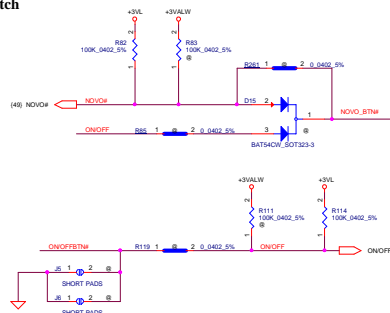 tch
+3VL
+3VALW
R82
100K_0402_5%
R83
100K_0402_5%
@
R261 1 @ 2 0_0402_5%
(49) NOVO#
NOVO#
D15 2
1
NOVO_BTN#
ON/OFF
R85 1 @ 2 0_0402_5%
3
@
BAT54CW_SOT323-3
+3VALW
+3VL
R111
100K_0402_5%
@
R114
100K_0402_5%
ON/OFFBTN#
R119 1 @ 2 0_0402_5%
ON/OFF
ON/OFF
J5 1 2 @
SHORT PADS
J6 1 2 @
SHORT PADS